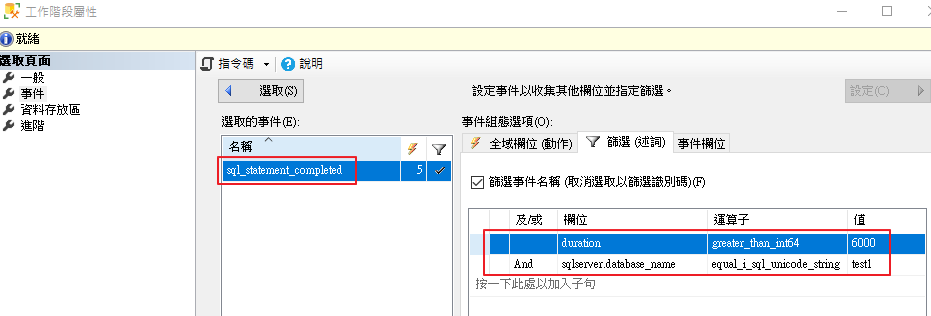 工作階段屬性
就緒
選取頁面
一般
事件
資料存放區
進階
指令碼 說明
選取(S) 設定事件以收集其他欄位並指定篩選。 設定(C)
選取的事件(E): 事件組態選項(O):
全域欄位 (動作) 篩選 (述詞) 事件欄位
名稱
sql_statement_completed 5
篩選事件名稱 (取消選取以篩選識別碼)(F)
及/或 欄位 運算子 值
duration greater_than_int64 6000
And sqlserver.database_name equal_i_sql_unicode_string test1
按一下此處以加入子句